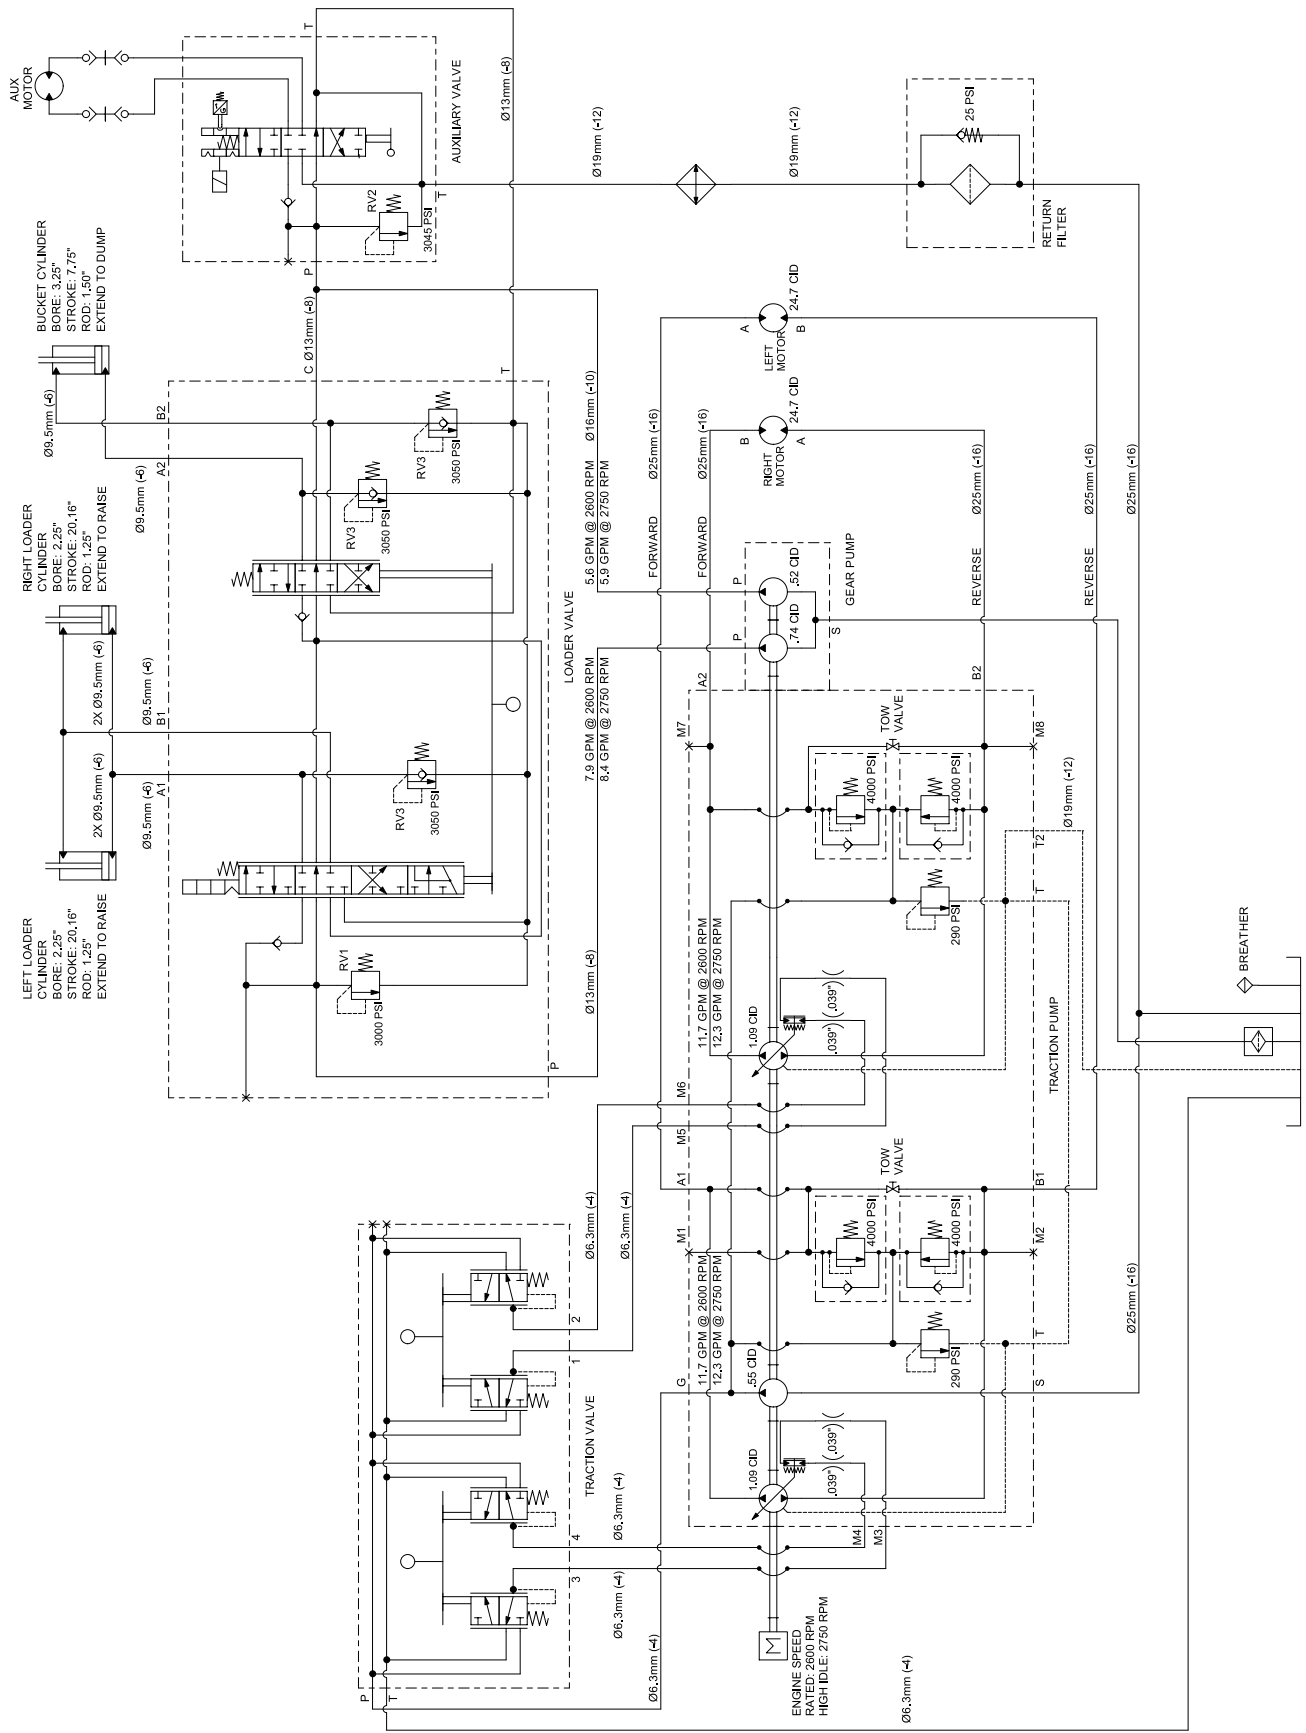 AUX
MOTOR
AUXILIARY VALVE
T
Ø13mm (-8)
RV2
3045 PSI
T
P
Ø19mm (-12)
Ø19mm (-12)
25 PSI
RETURN
FILTER
BUCKET CYLINDER
BORE: 3.25"
STROKE: 7.75"
ROD: 1.50"
EXTEND TO DUMP
Ø9.5mm (-6)
B2
A2
Ø9.5mm (-6)
C
Ø13mm (-8)
T
RV3
3050 PSI
RV3
3050 PSI
RIGHT LOADER
CYLINDER
BORE: 2.25"
STROKE: 20.16"
ROD: 1.25"
EXTEND TO RAISE
2X Ø9.5mm (-6)
Ø9.5mm (-6)
B1
2X Ø9.5mm (-6)
Ø9.5mm (-6)
A1
RV3
3050 PSI
LOADER VALVE
LEFT LOADER
CYLINDER
BORE: 2.25"
STROKE: 20.16"
ROD: 1.25"
EXTEND TO RAISE
RV1
3000 PSI
P
Ø13mm (-8)
Ø16mm (-10)
5.6 GPM @ 2600 RPM
5.9 GPM @ 2750 RPM
7.9 GPM @ 2600 RPM
8.4 GPM @ 2750 RPM
Ø25mm (-16)
FORWARD
Ø25mm (-16)
FORWARD
A
B
LEFT
MOTOR
24.7 CID
B
A
RIGHT
MOTOR
24.7 CID
Ø25mm (-16)
REVERSE
Ø25mm (-16)
REVERSE
Ø25mm (-16)
P
P
.52 CID
.74 CID
GEAR PUMP
S
A2
B2
M7
M8
TOW
VALVE
4000 PSI
4000 PSI
290 PSI
T2
T
Ø19mm (-12)
11.7 GPM @ 2600 RPM
12.3 GPM @ 2750 RPM
1.09 CID
.039"
.039"
M6
M5
TRACTION PUMP
BREATHER
A1
B1
M1
M2
TOW
VALVE
4000 PSI
4000 PSI
290 PSI
T
S
Ø25mm (-16)
11.7 GPM @ 2600 RPM
12.3 GPM @ 2750 RPM
G
.55 CID
1.09 CID
.039"
.039"
M4
M3
Ø6.3mm (-4)
Ø6.3mm (-4)
2
1
TRACTION VALVE
4
3
Ø6.3mm (-4)
Ø6.3mm (-4)
Ø6.3mm (-4)
P
T
M
ENGINE SPEED
RATED: 2600 RPM
HIGH IDLE: 2750 RPM
Ø6.3mm (-4)